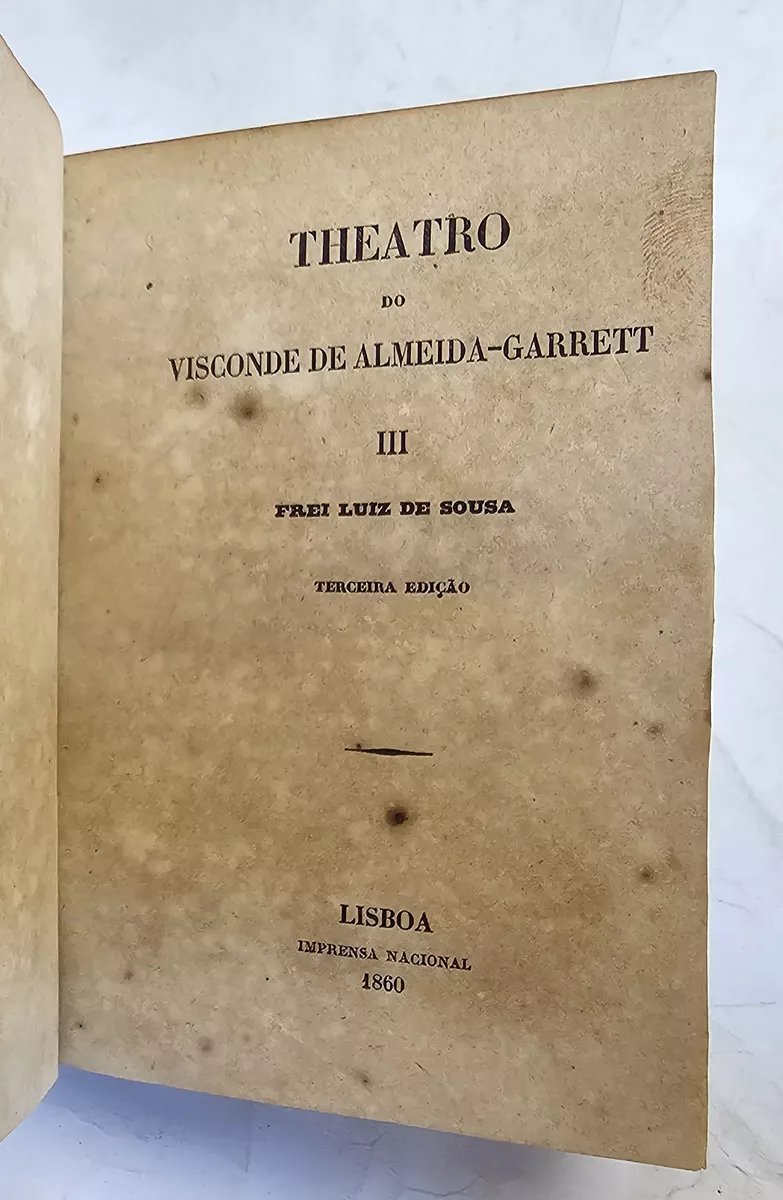 THEATRO
DO
VISCONDE DE ALMEIDA-GARRETT
III
FREI LUIZ DE SOUSA
TERCEIRA EDIÇÃO
LISBOA
IMPRENSA NACIONAL
1860